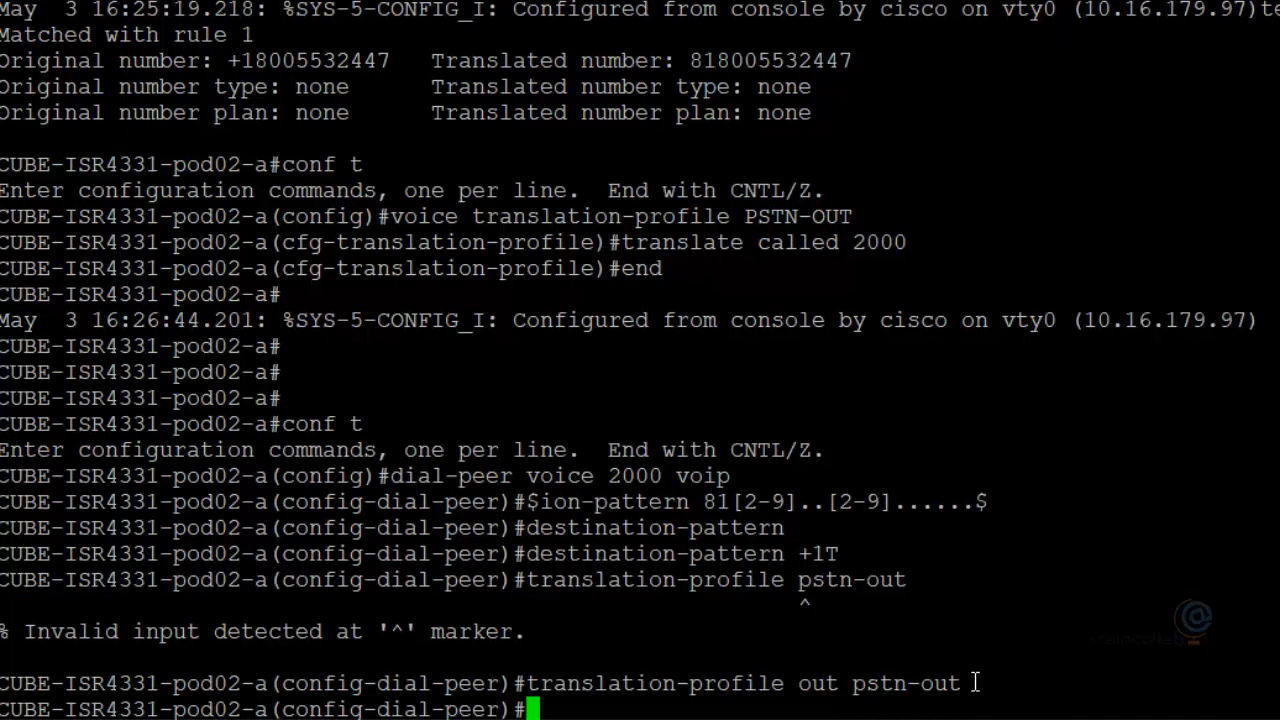 May  3 16:25:19.218: %SYS-5-CONFIG_I: Configured from console by cisco on vty0 (10.16.179.97)te
Matched with rule 1
Original number: +18005532447   Translated number: 818005532447
Original number type: none      Translated number type: none
Original number plan: none      Translated number plan: none
CUBE-ISR4331-pod02-a#conf t
Enter configuration commands, one per line.  End with CNTL/Z.
CUBE-ISR4331-pod02-a(config)#voice translation-profile PSTN-OUT
CUBE-ISR4331-pod02-a(cfg-translation-profile)#translate called 2000
CUBE-ISR4331-pod02-a(cfg-translation-profile)#end
CUBE-ISR4331-pod02-a#
May  3 16:26:44.201: %SYS-5-CONFIG_I: Configured from console by cisco on vty0 (10.16.179.97)
CUBE-ISR4331-pod02-a#
CUBE-ISR4331-pod02-a#
CUBE-ISR4331-pod02-a#
CUBE-ISR4331-pod02-a#conf t
Enter configuration commands, one per line.  End with CNTL/Z.
CUBE-ISR4331-pod02-a(config)#dial-peer voice 2000 voip
CUBE-ISR4331-pod02-a(config-dial-peer)#$ion-pattern 81[2-9]..[2-9]......$
CUBE-ISR4331-pod02-a(config-dial-peer)#destination-pattern
CUBE-ISR4331-pod02-a(config-dial-peer)#destination-pattern +1T
CUBE-ISR4331-pod02-a(config-dial-peer)#translation-profile pstn-out
^
% Invalid input detected at '^' marker.
CUBE-ISR4331-pod02-a(config-dial-peer)#translation-profile out pstn-out
CUBE-ISR4331-pod02-a(config-dial-peer)#